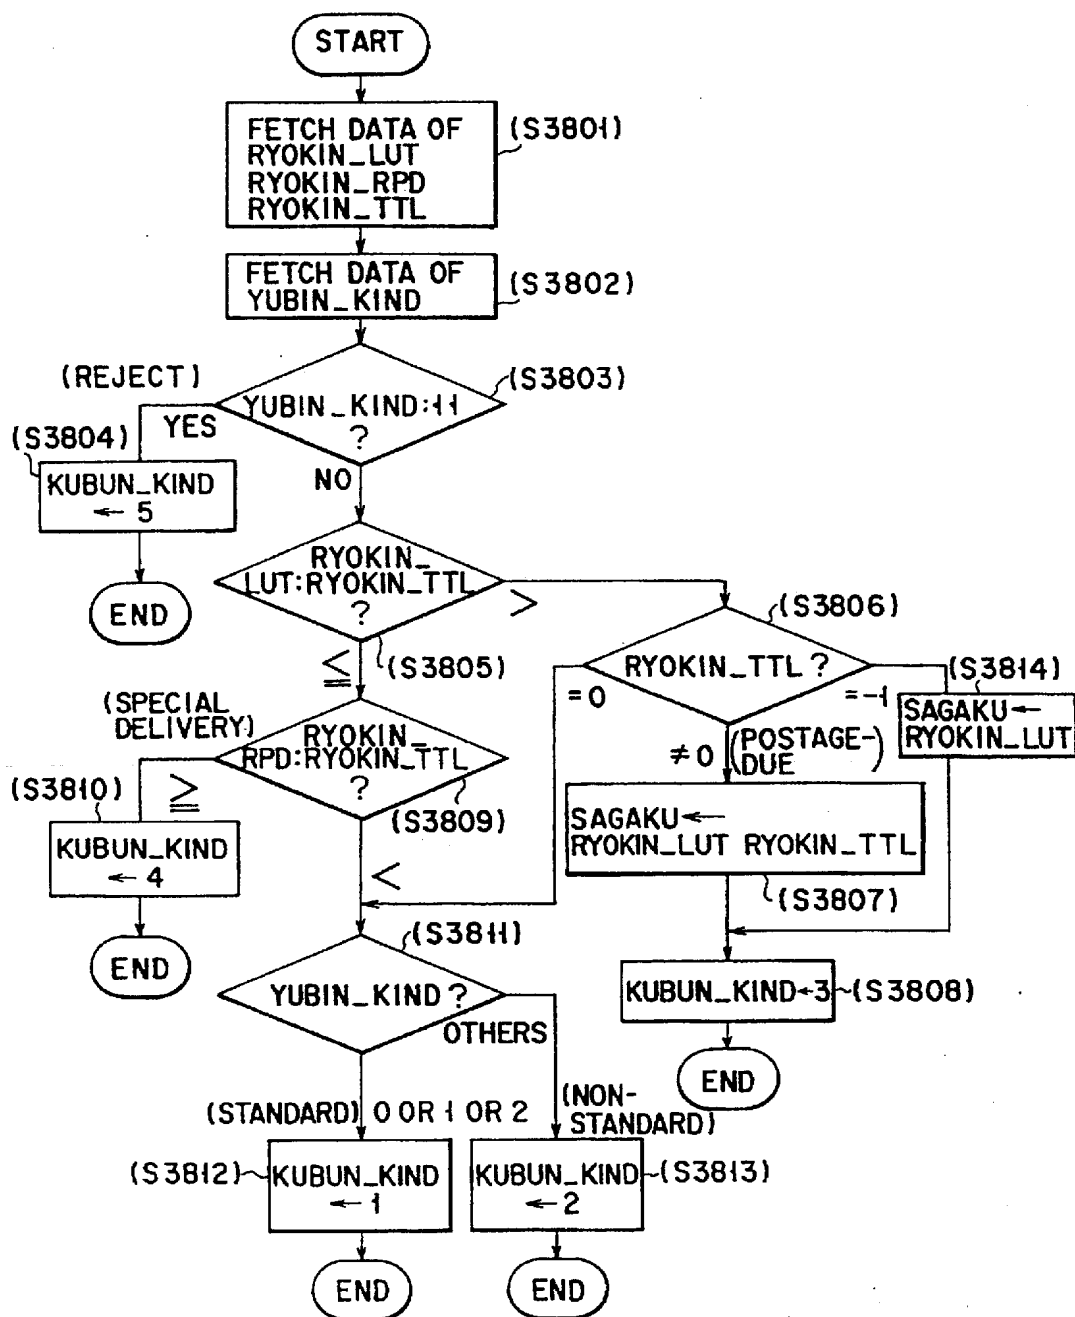 START
FETCH DATA OF
RYOKIN_LUT
RYOKIN_RPD
RYOKIN_TTL
(S3801)
FETCH DATA OF
YUBIN_KIND
(S3802)
(REJECT)
YUBIN_KIND:11
?
(S3803)
YES
NO
(S3804)
KUBUN_KIND
← 5
END
RYOKIN_
LUT:RYOKIN_TTL
?
>
≦
(S3805)
(S3806)
RYOKIN_TTL?
=0
=-1
≠0
(POSTAGE-
DUE)
(S3814)
SAGAKU←
RYOKIN_LUT
(SPECIAL
DELIVERY)
RYOKIN_
RPD:RYOKIN_TTL
?
≧
<
(S3809)
(S3810)
KUBUN_KIND
← 4
END
SAGAKU←
RYOKIN_LUT RYOKIN_TTL
(S3807)
KUBUN_KIND←3
(S3808)
END
(S3811)
YUBIN_KIND?
OTHERS
(STANDARD) 0 OR 1 OR 2
(NON-
STANDARD)
(S3812)
KUBUN_KIND
← 1
END
KUBUN_KIND
← 2
(S3813)
END